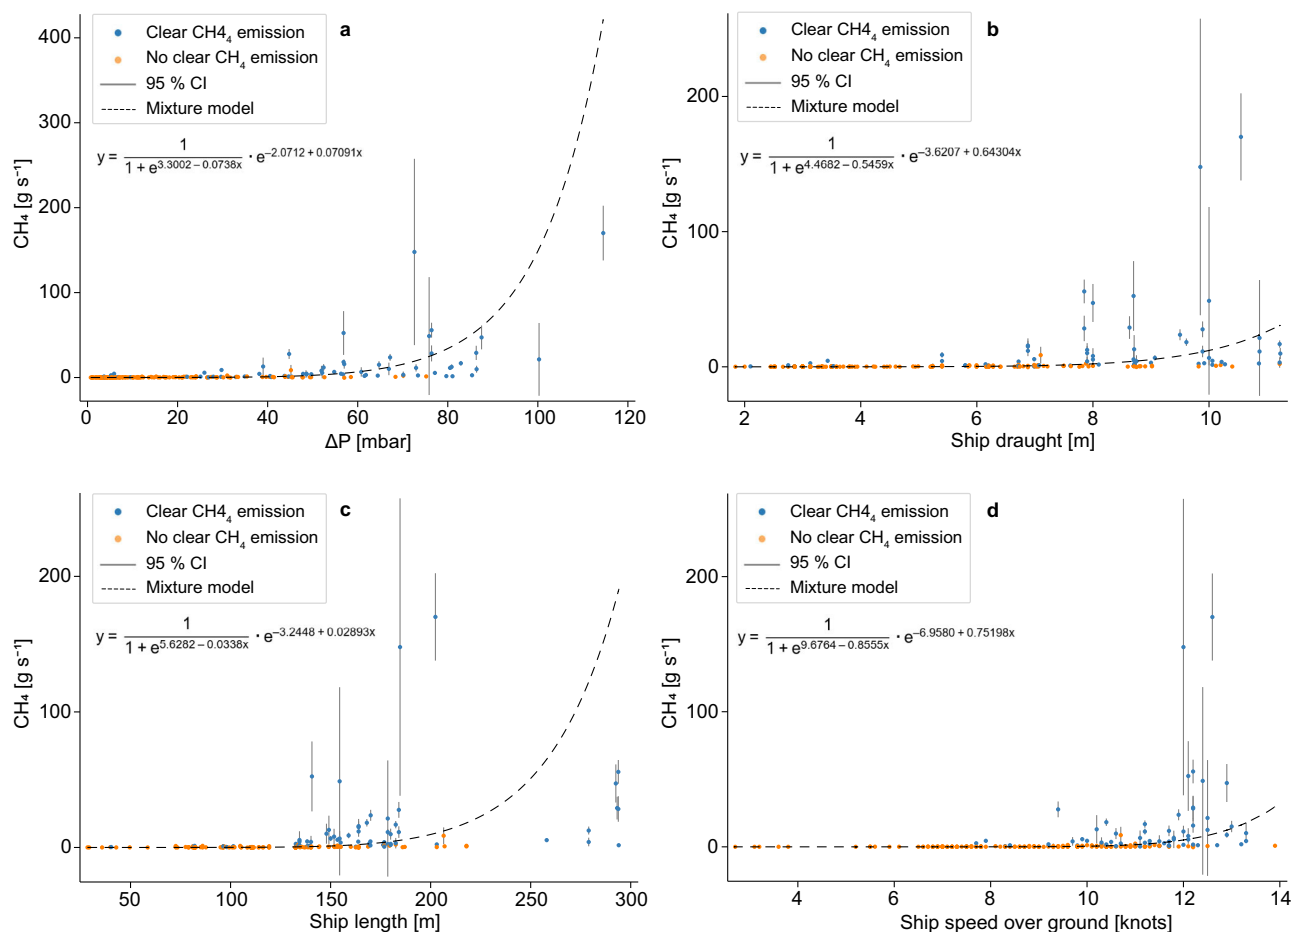 a
Clear CH4₄ emission
No clear CH₄ emission
95 % CI
Mixture model
y = 1 / (1 + e^(3.3002 − 0.0738x)) · e^(−2.0712 + 0.07091x)
CH₄ [g s⁻¹]
400
300
200
100
0
0 20 40 60 80 100 120
ΔP [mbar]
b
Clear CH4₄ emission
No clear CH₄ emission
95 % CI
Mixture model
y = 1 / (1 + e^(4.4682 − 0.5459x)) · e^(−3.6207 + 0.64304x)
CH₄ [g s⁻¹]
200
100
0
2 4 6 8 10
Ship draught [m]
c
Clear CH4₄ emission
No clear CH₄ emission
95 % CI
Mixture model
y = 1 / (1 + e^(5.6282 − 0.0338x)) · e^(−3.2448 + 0.02893x)
CH₄ [g s⁻¹]
200
100
0
50 100 150 200 250 300
Ship length [m]
d
Clear CH4₄ emission
No clear CH₄ emission
95 % CI
Mixture model
y = 1 / (1 + e^(9.6764 − 0.8555x)) · e^(−6.9580 + 0.75198x)
CH₄ [g s⁻¹]
200
100
0
4 6 8 10 12 14
Ship speed over ground [knots]